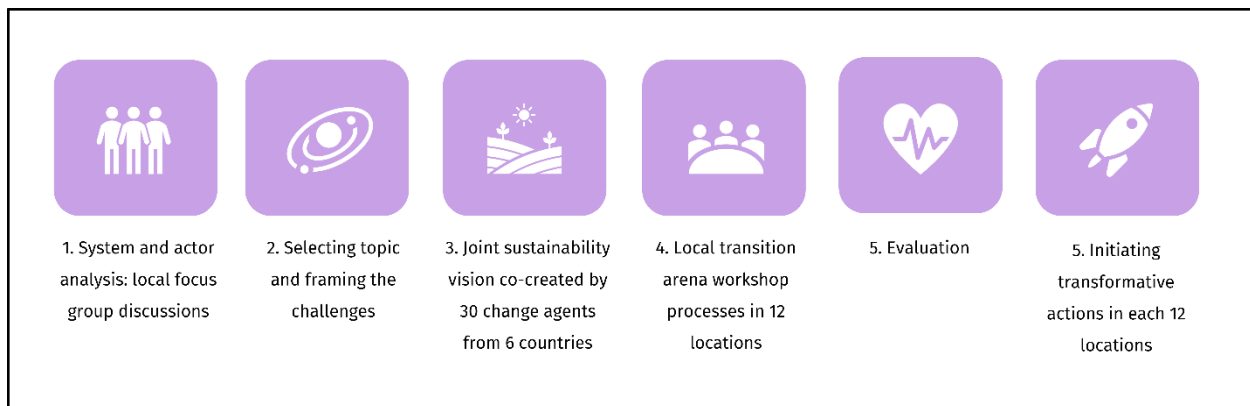 1. System and actor
analysis: local focus
group discussions
2. Selecting topic
and framing the
challenges
3. Joint sustainability
vision co-created by
30 change agents
from 6 countries
4. Local transition
arena workshop
processes in 12
locations
5. Evaluation
5. Initiating
transformative
actions in each 12
locations